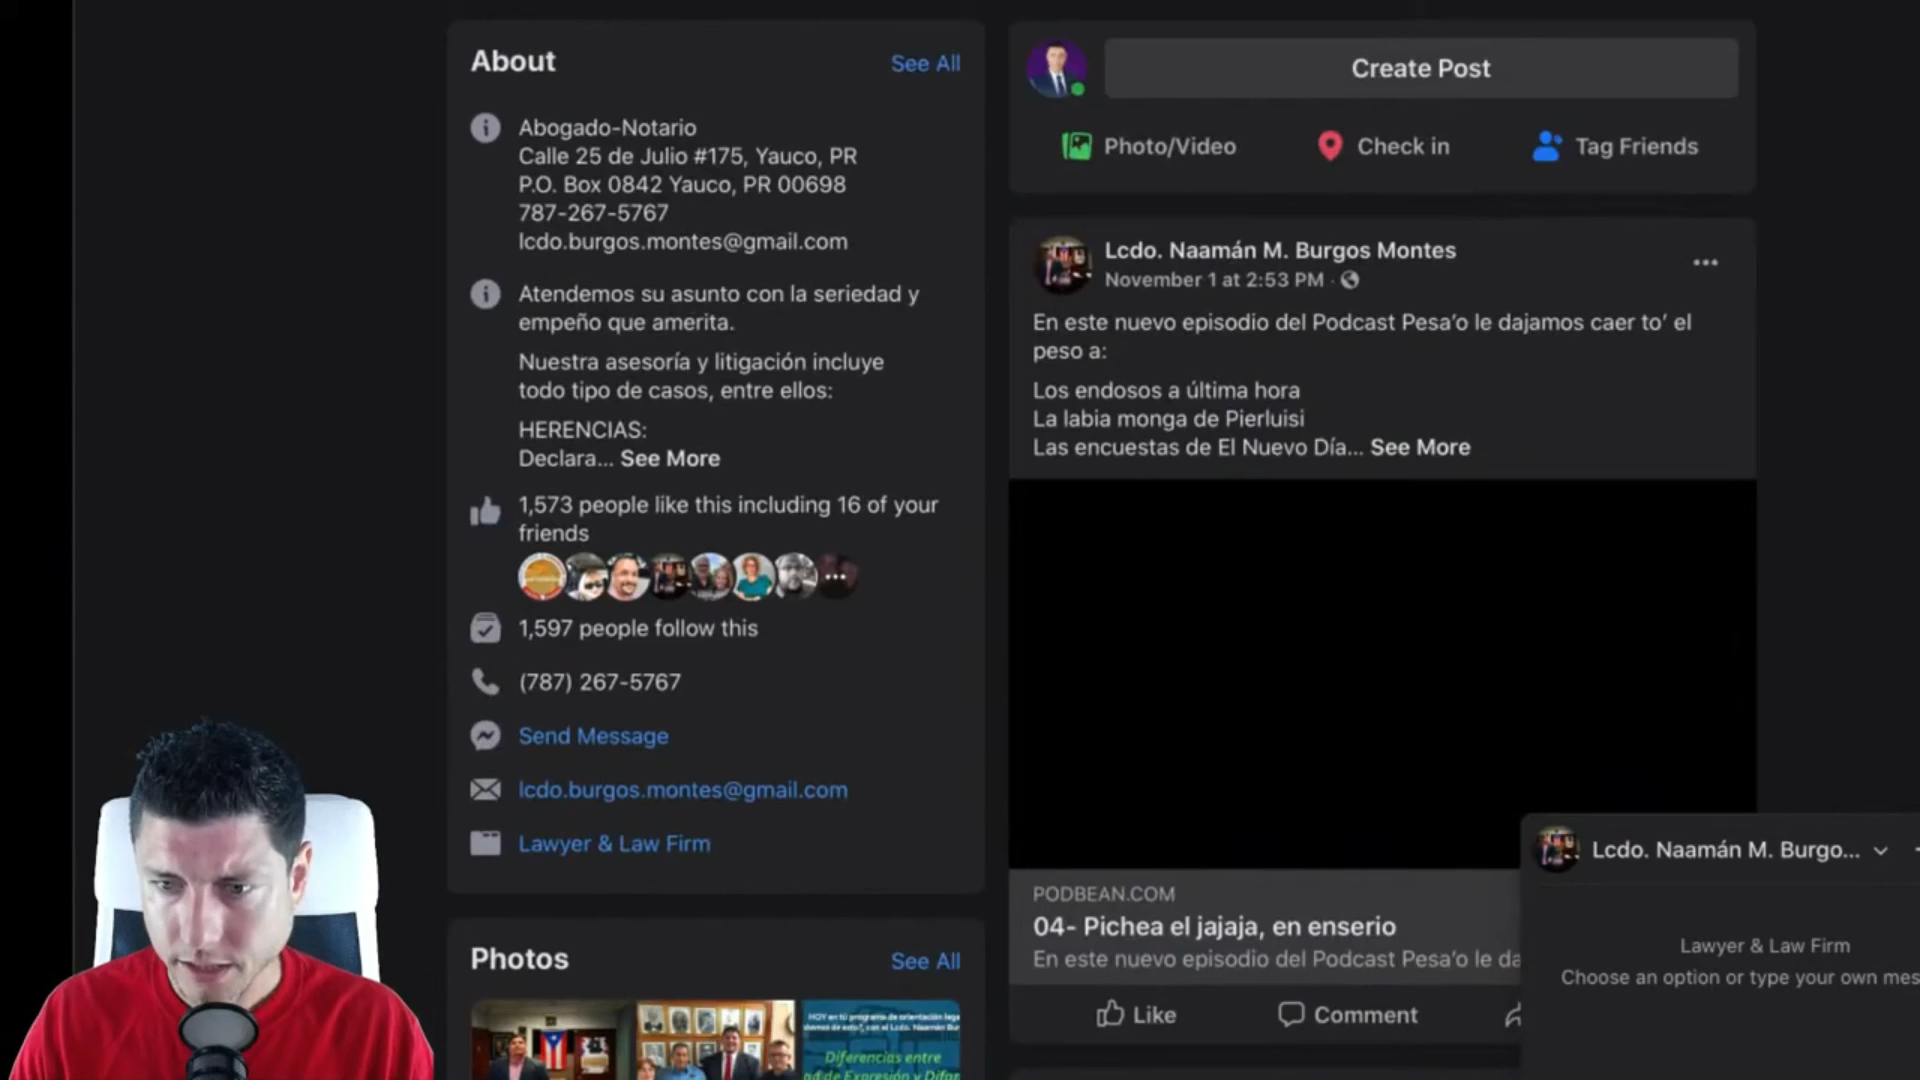 About
See All
Abogado-Notario
Calle 25 de Julio #175, Yauco, PR
P.O. Box 0842 Yauco, PR 00698
787-267-5767
lcdo.burgos.montes@gmail.com
Atendemos su asunto con la seriedad y
empeño que amerita.
Nuestra asesoría y litigación incluye
todo tipo de casos, entre ellos:
HERENCIAS:
Declara... See More
1,573 people like this including 16 of your
friends
1,597 people follow this
(787) 267-5767
Send Message
lcdo.burgos.montes@gmail.com
Lawyer & Law Firm
Photos
See All
HOY en tu programa de orientación lega
con el Lcdo. Naamán Bur
Diferencias entre
ad de Expresión y Difam
Create Post
Photo/Video
Check in
Tag Friends
Lcdo. Naamán M. Burgos Montes
November 1 at 2:53 PM ·
En este nuevo episodio del Podcast Pesa'o le dajamos caer to' el
peso a:
Los endosos a última hora
La labia monga de Pierluisi
Las encuestas de El Nuevo Día... See More
PODBEAN.COM
04- Pichea el jajaja, en enserio
En este nuevo episodio del Podcast Pesa'o le da
Like
Comment
Lcdo. Naamán M. Burgo...
Lawyer & Law Firm
Choose an option or type your own mes